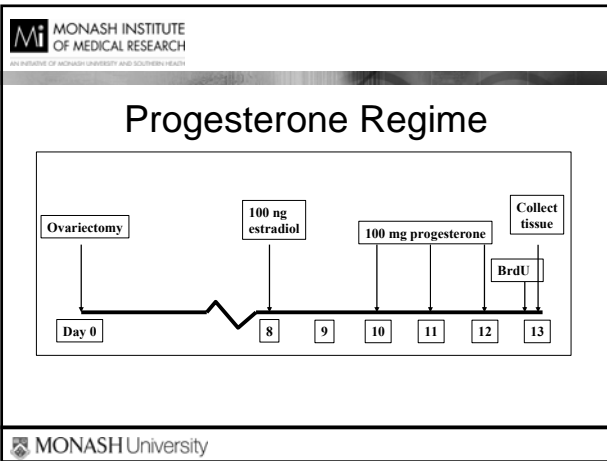 Mi MONASH INSTITUTE
OF MEDICAL RESEARCH
AN INITIATIVE OF MONASH UNIVERSITY AND SOUTHERN HEALTH
Progesterone Regime
Ovariectomy
100 ng
estradiol
100 mg progesterone
Collect
tissue
BrdU
Day 0
8
9
10
11
12
13
MONASH University